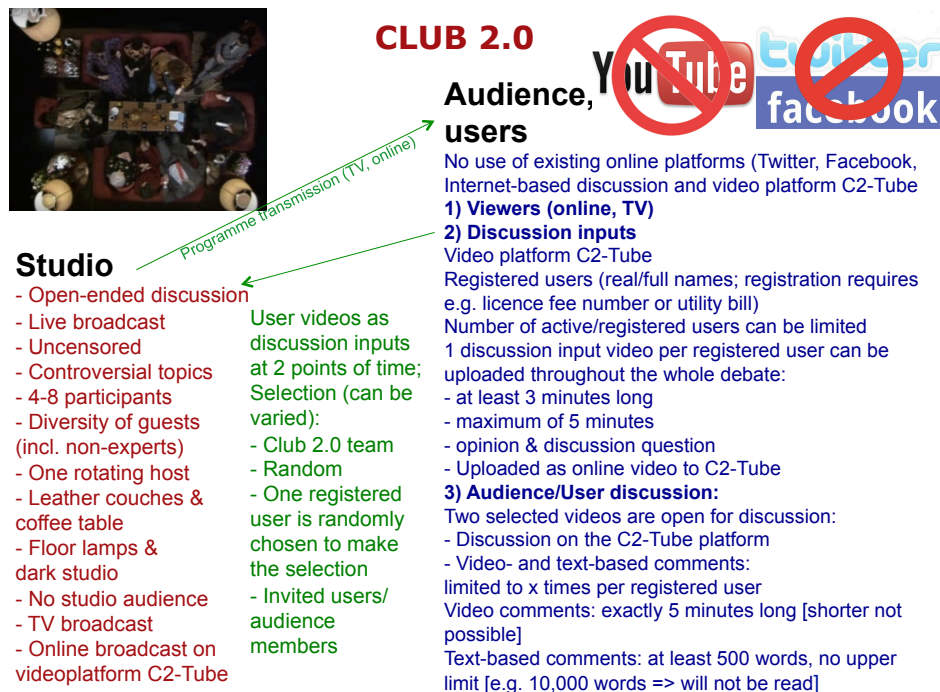 CLUB 2.0
YouTube
twitter
facebook
Audience,
users
No use of existing online platforms (Twitter, Facebook,
Internet-based discussion and video platform C2-Tube
1) Viewers (online, TV)
2) Discussion inputs
Video platform C2-Tube
Registered users (real/full names; registration requires
e.g. licence fee number or utility bill)
Number of active/registered users can be limited
1 discussion input video per registered user can be
uploaded throughout the whole debate:
- at least 3 minutes long
- maximum of 5 minutes
- opinion & discussion question
- Uploaded as online video to C2-Tube
3) Audience/User discussion:
Two selected videos are open for discussion:
- Discussion on the C2-Tube platform
- Video- and text-based comments:
limited to x times per registered user
Video comments: exactly 5 minutes long [shorter not
possible]
Text-based comments: at least 500 words, no upper
limit [e.g. 10,000 words => will not be read]
Programme transmission (TV, online)
Studio
- Open-ended discussion
- Live broadcast
- Uncensored
- Controversial topics
- 4-8 participants
- Diversity of guests
(incl. non-experts)
- One rotating host
- Leather couches &
coffee table
- Floor lamps &
dark studio
- No studio audience
- TV broadcast
- Online broadcast on
videoplatform C2-Tube
User videos as
discussion inputs
at 2 points of time;
Selection (can be
varied):
- Club 2.0 team
- Random
- One registered
user is randomly
chosen to make
the selection
- Invited users/
audience
members